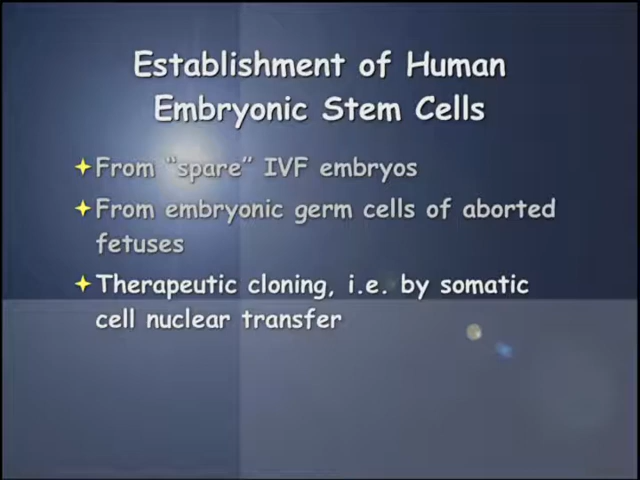 Establishment of Human
Embryonic Stem Cells
From “spare” IVF embryos
From embryonic germ cells of aborted
fetuses
Therapeutic cloning, i.e. by somatic
cell nuclear transfer